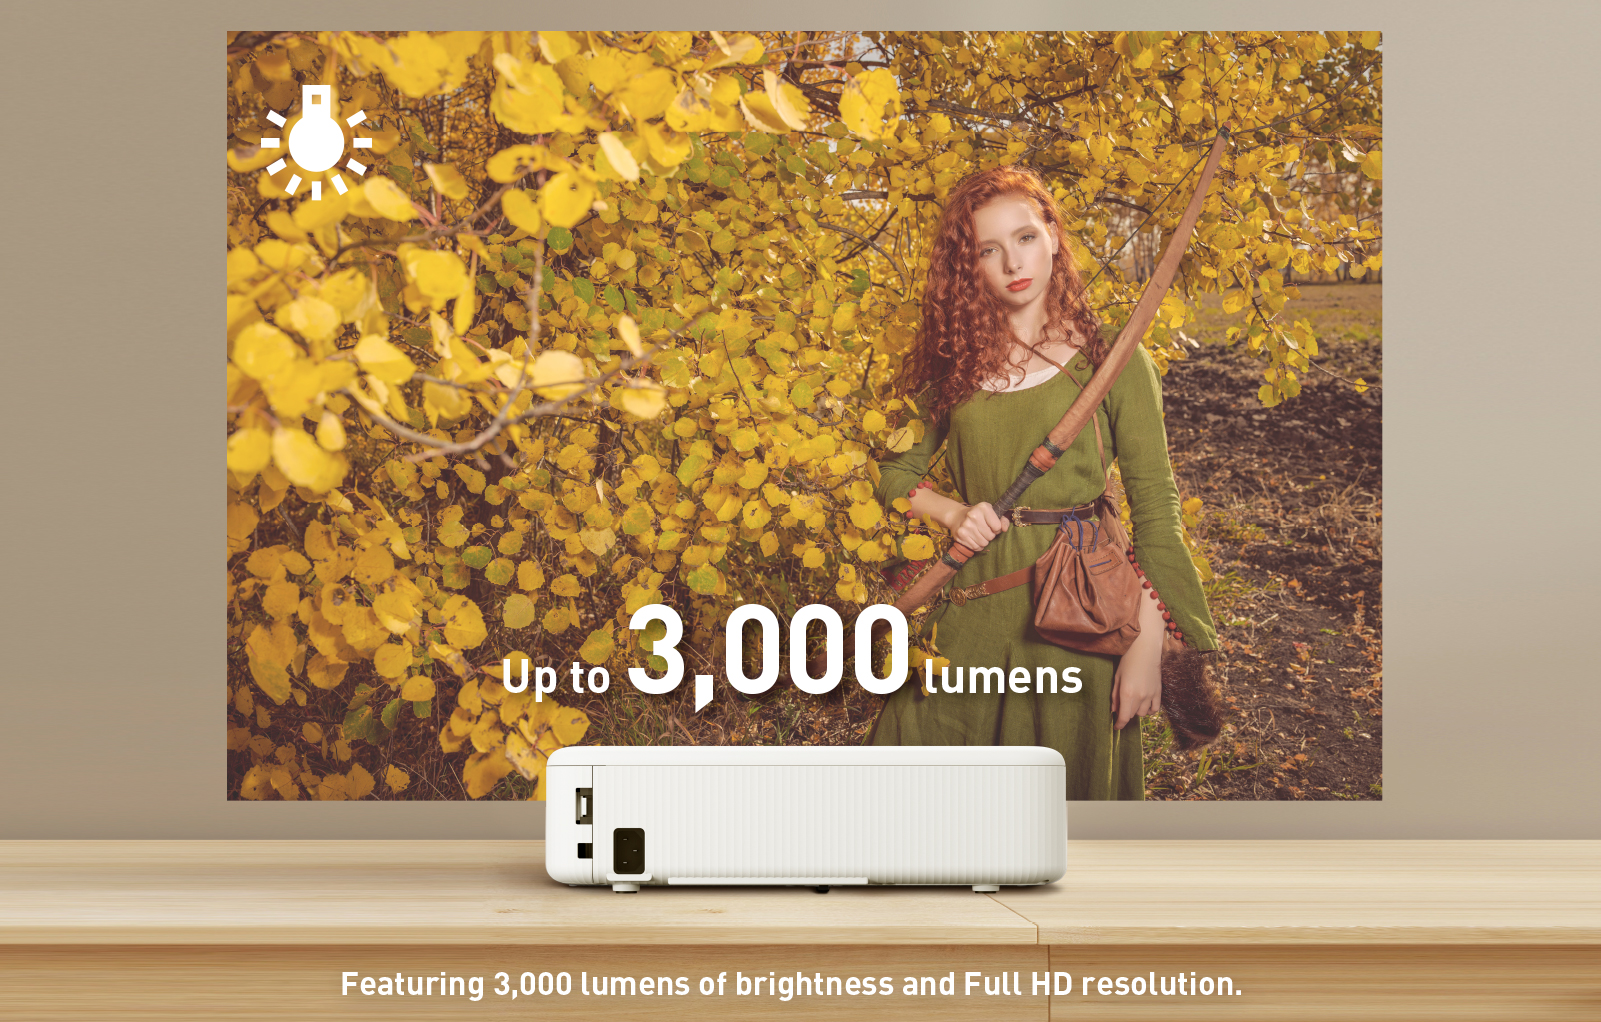 Up to 3,000 lumens
Featuring 3,000 lumens of brightness and Full HD resolution.